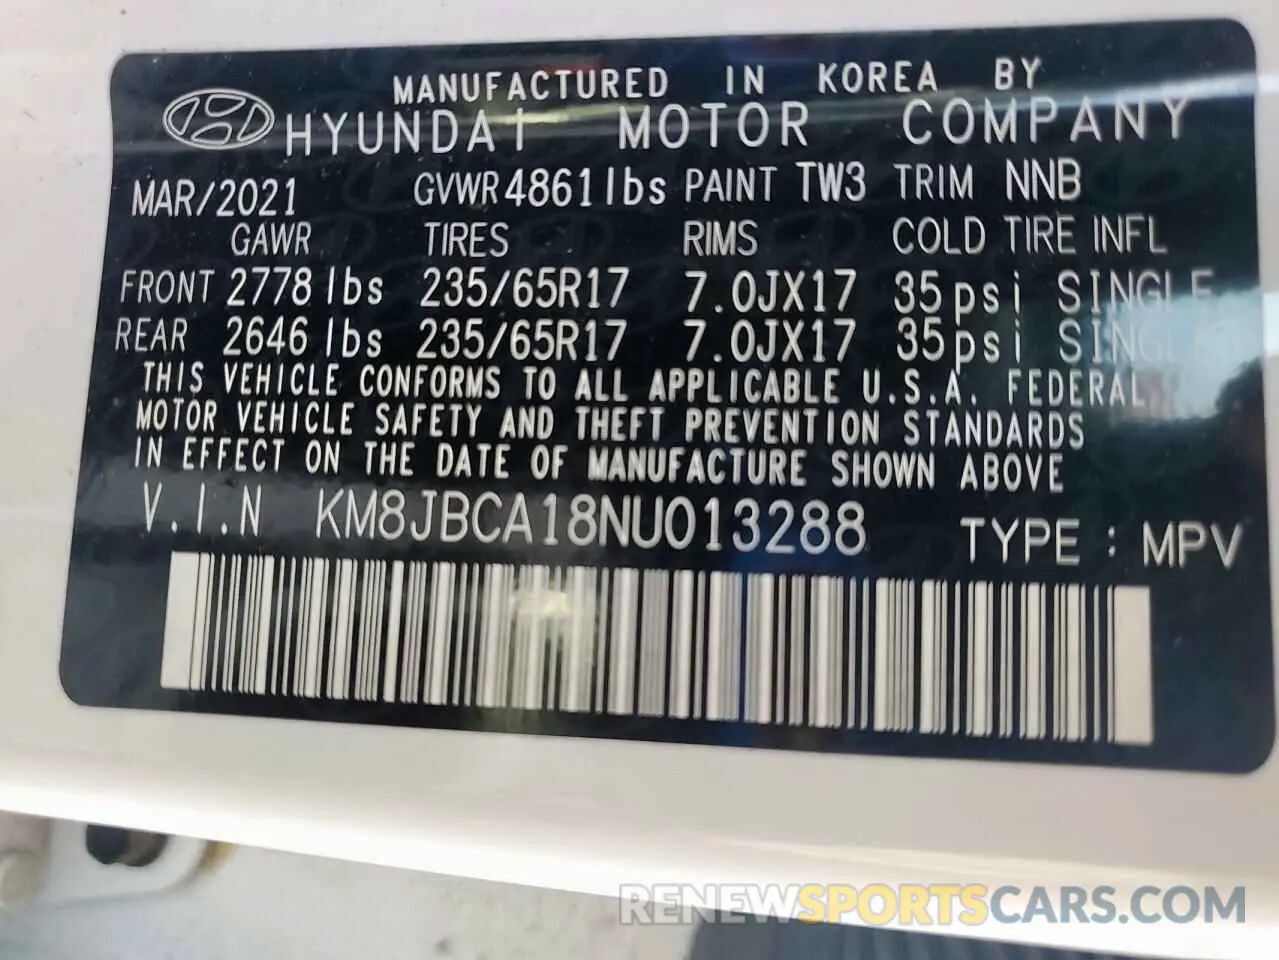 MANUFACTURED IN KOREA BY
HYUNDAI MOTOR COMPANY
MAR/2021 GVWR 4861lbs PAINT TW3 TRIM NNB
GAWR TIRES RIMS COLD TIRE INFL
FRONT 2778 lbs 235/65R17 7.0JX17 35psi SINGLE
REAR 2646 lbs 235/65R17 7.0JX17 35psi SINGLE
THIS VEHICLE CONFORMS TO ALL APPLICABLE U.S.A. FEDERAL
MOTOR VEHICLE SAFETY AND THEFT PREVENTION STANDARDS
IN EFFECT ON THE DATE OF MANUFACTURE SHOWN ABOVE
V.I.N KM8JBCA18NU013288 TYPE : MPV
RENEWSPORTSCARS.COM